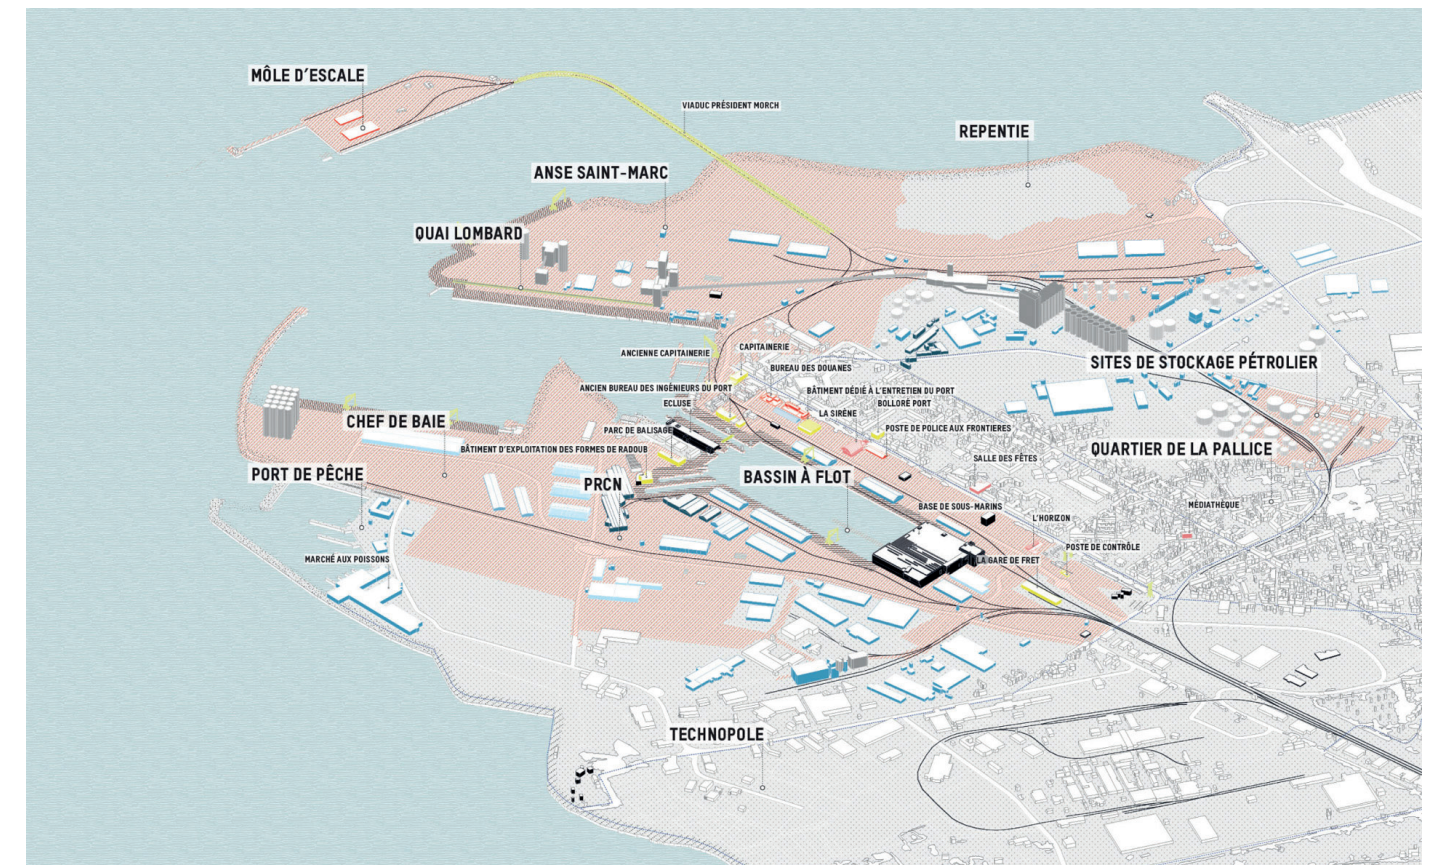 MÔLE D'ESCALE
VIADUC PRÉSIDENT MORCH
REPENTIE
ANSE SAINT-MARC
QUAI LOMBARD
ANCIENNE CAPITAINERIE
CAPITAINERIE
BUREAU DES DOUANES
SITES DE STOCKAGE PÉTROLIER
ANCIEN BUREAU DES INGÉNIEURS DU PORT
BÂTIMENT DÉDIÉ À L'ENTRETIEN DU PORT
ECLUSE
BOLLORÉ PORT
LA SIRÈNE
CHEF DE BAIE
PARC DE BALISAGE
POSTE DE POLICE AUX FRONTIERES
BÂTIMENT D'EXPLOITATION DES FORMES DE RADOUB
QUARTIER DE LA PALLICE
SALLE DES FÊTES
PORT DE PÊCHE
PRCN
BASSIN À FLOT
BASE DE SOUS-MARINS
MÉDIATHÈQUE
L'HORIZON
POSTE DE CONTRÔLE
MARCHÉ AUX POISSONS
LA GARE DE FRET
TECHNOPOLE